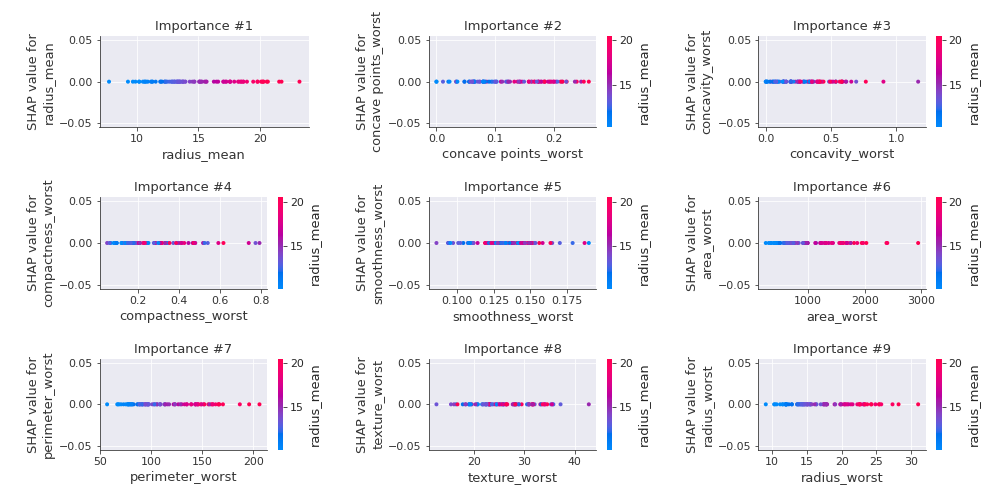 Importance #1
SHAP value for
radius_mean
0.05
0.00
−0.05
10
15
20
radius_mean
Importance #2
SHAP value for
concave points_worst
0.05
0.00
−0.05
0.0
0.1
0.2
concave points_worst
20
15
radius_mean
Importance #3
SHAP value for
concavity_worst
0.05
0.00
−0.05
0.0
0.5
1.0
concavity_worst
20
15
radius_mean
Importance #4
SHAP value for
compactness_worst
0.05
0.00
−0.05
0.2
0.4
0.6
0.8
compactness_worst
20
15
radius_mean
Importance #5
SHAP value for
smoothness_worst
0.05
0.00
−0.05
0.100
0.125
0.150
0.175
smoothness_worst
20
15
radius_mean
Importance #6
SHAP value for
area_worst
0.05
0.00
−0.05
1000
2000
3000
area_worst
20
15
radius_mean
Importance #7
SHAP value for
perimeter_worst
0.05
0.00
−0.05
50
100
150
200
perimeter_worst
20
15
radius_mean
Importance #8
SHAP value for
texture_worst
0.05
0.00
−0.05
20
30
40
texture_worst
20
15
radius_mean
Importance #9
SHAP value for
radius_worst
0.05
0.00
−0.05
10
15
20
25
30
radius_worst
20
15
radius_mean